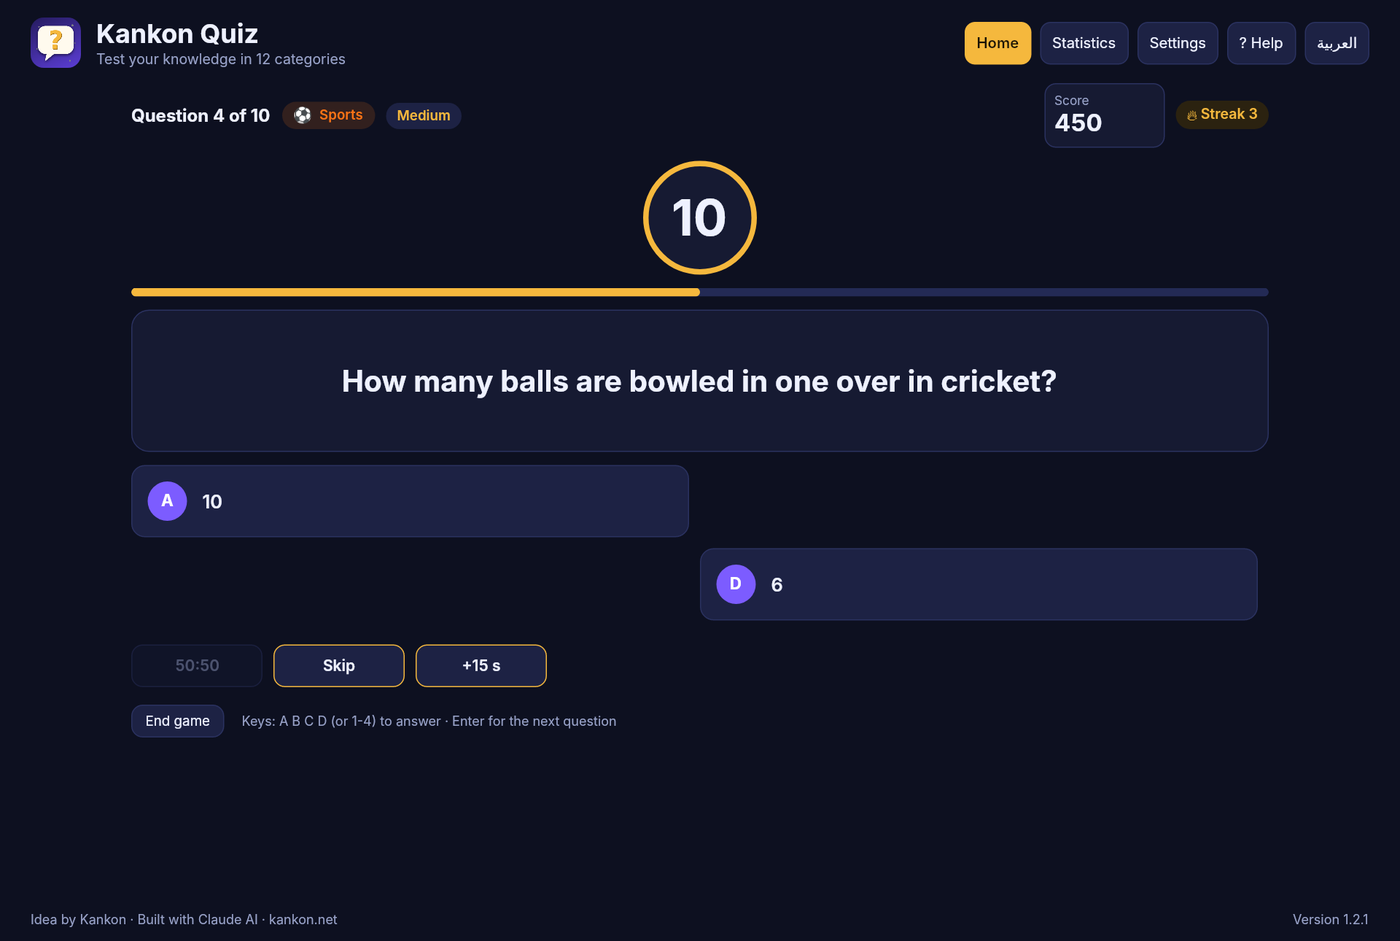 ?
Kankon Quiz
Test your knowledge in 12 categories
Home
Statistics
Settings
? Help
العربية
Question 4 of 10
Sports
Medium
Score
450
Streak 3
10
How many balls are bowled in one over in cricket?
A 10
D 6
50:50
Skip
+15 s
End game
Keys: A B C D (or 1-4) to answer · Enter for the next question
Idea by Kankon · Built with Claude AI · kankon.net
Version 1.2.1